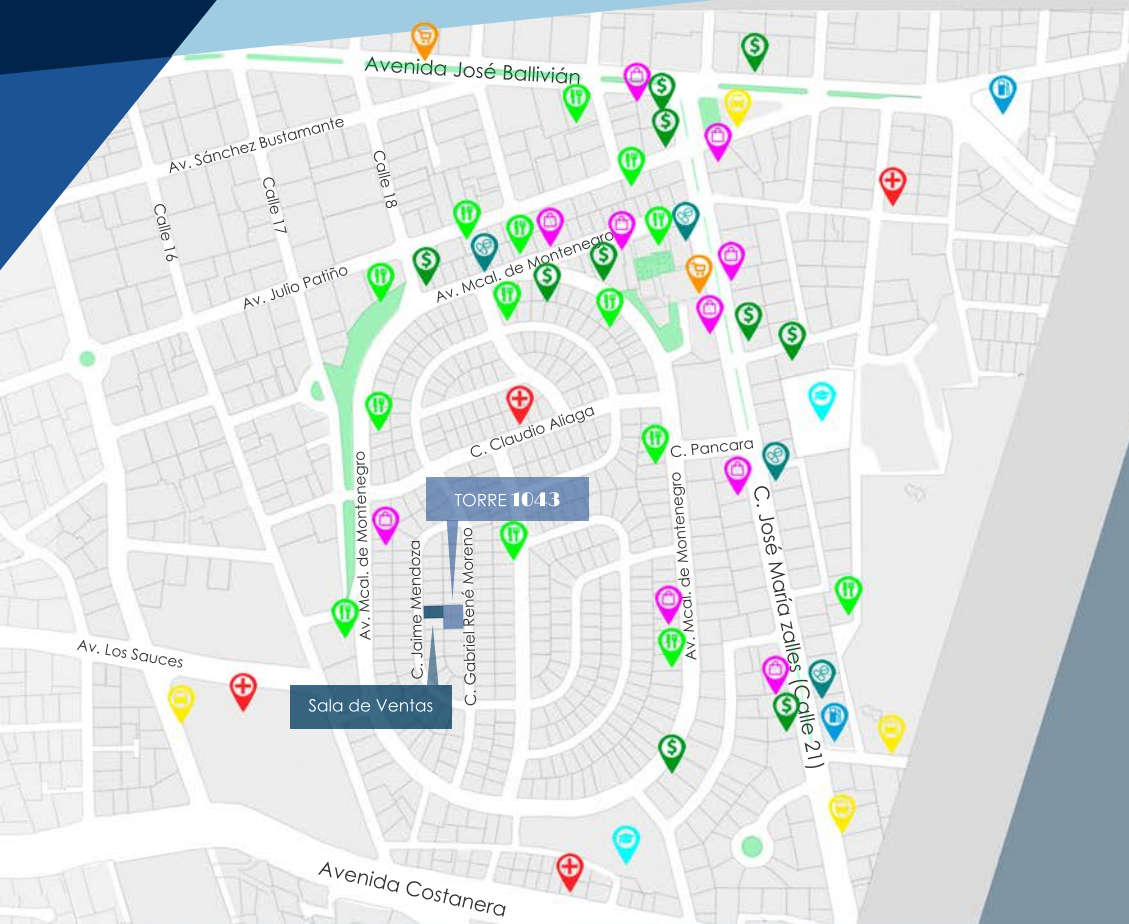 Avenida José Ballivián
Av. Sánchez Bustamante
Calle 18
Calle 17
Calle 16
Av. Mcal. de Montenegro
Av. Julio Patiño
C. Claudio Aliaga
C. Pancara
TORRE 1043
Av. Mcal. de Montenegro
C. Jaime Mendoza
C. Gabriel René Moreno
Av. Mcal. de Montenegro
C. José María zalles (Calle 21)
Av. Los Sauces
Sala de Ventas
Avenida Costanera